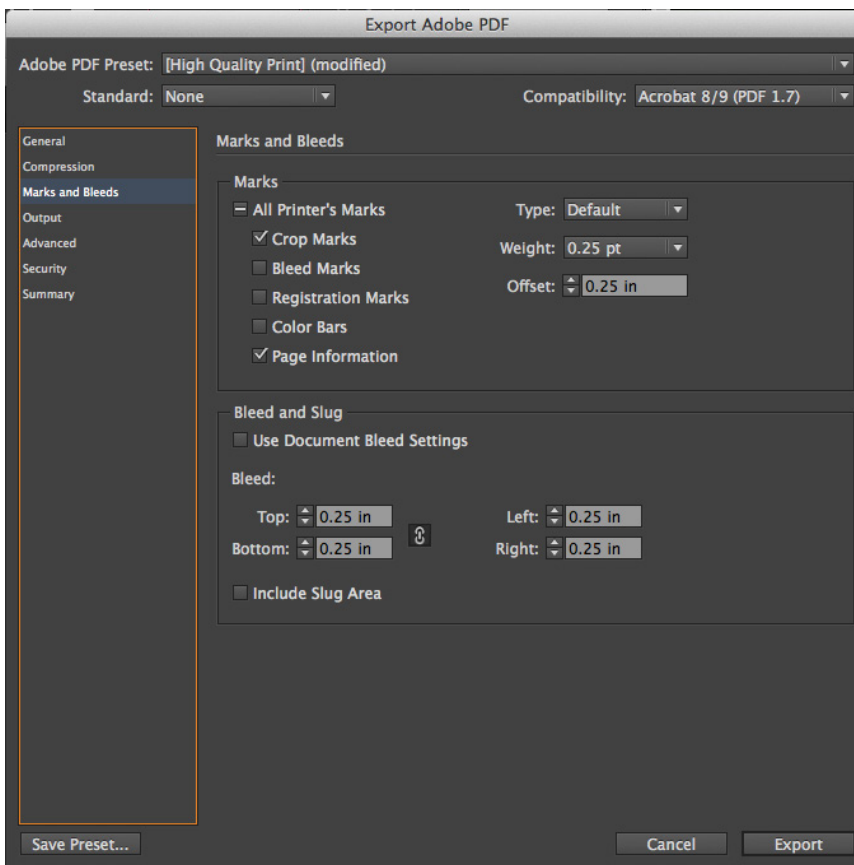 Export Adobe PDF
Adobe PDF Preset: [High Quality Print] (modified)
Standard: None Compatibility: Acrobat 8/9 (PDF 1.7)
General
Compression
Marks and Bleeds
Output
Advanced
Security
Summary
Marks and Bleeds
Marks
All Printer's Marks
Crop Marks
Bleed Marks
Registration Marks
Color Bars
Page Information
Type: Default
Weight: 0.25 pt
Offset: 0.25 in
Bleed and Slug
Use Document Bleed Settings
Bleed:
Top: 0.25 in Left: 0.25 in
Bottom: 0.25 in Right: 0.25 in
Include Slug Area
Save Preset... Cancel Export